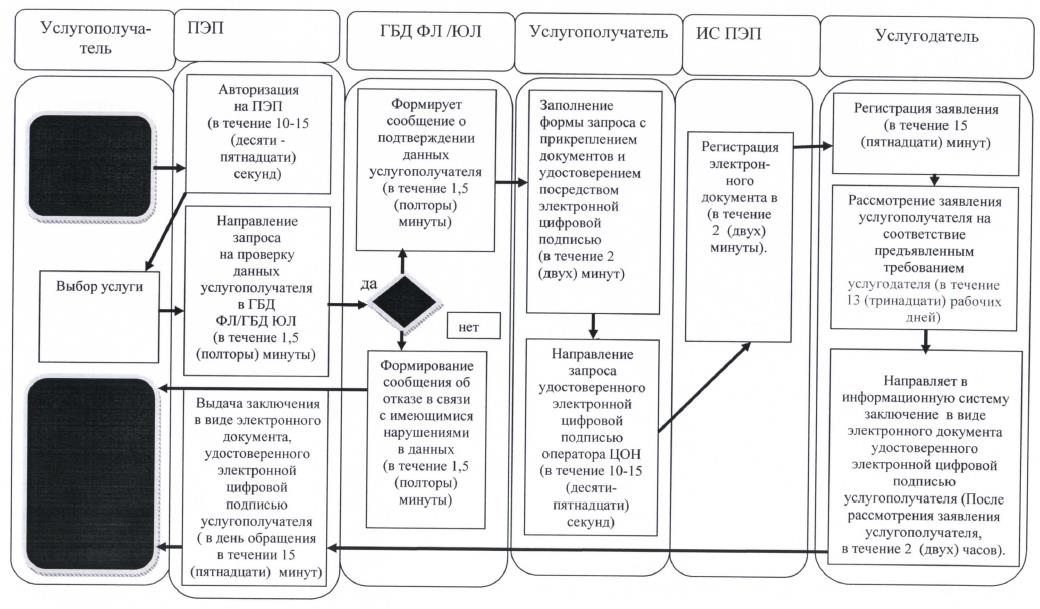 Услугополуча-
тель
ПЭП
ГБД ФЛ /ЮЛ
Услугополучатель
ИС ПЭП
Услугодатель
Авторизация
на ПЭП
(в течение 10-15
(десяти -
пятнадцати)
секунд)
Выбор услуги
Направление
запроса
на проверку
данных
услугополучателя
в ГБД
ФЛ/ГБД ЮЛ
(в течение 1,5
(полторы) минуты)
Формирует
сообщение о
подтверждении
данных
услугополучателя
(в течение 1,5
(полторы)
минуты)
да
нет
Формирование
сообщения об
отказе в связи
с имеющимися
нарушениями
в данных
(в течение 1,5
(полторы)
минуты)
Выдача заключения
в виде электронного
документа,
удостоверенного
электронной
цифровой
подписью
услугополучателя
( в день обращения
в течении 15
(пятнадцати) минут)
Заполнение
формы запроса с
прикреплением
документов и
удостоверением
посредством
электронной
цифровой
подписью
(в течение 2
(двух) минут)
Направление
запроса
удостоверенного
электронной
цифровой
подписью
оператора ЦОН
(в течение 10-15
(десяти-
пятнадцати)
секунд)
Регистрация
электрон-
ного
документа в
(в течение
2 (двух)
минуты).
Регистрация заявления
(в течение 15
(пятнадцати) минут)
Рассмотрение заявления
услугополучателя на
соответствие
предъявленным
требованием
услугодателя (в течение
13 (тринадцати) рабочих
дней)
Направляет в
информационную систему
заключение в виде
электронного документа
удостоверенного
электронной цифровой
подписью
услугополучателя (После
рассмотрения заявления
услугополучателя,
в течение 2 (двух) часов).